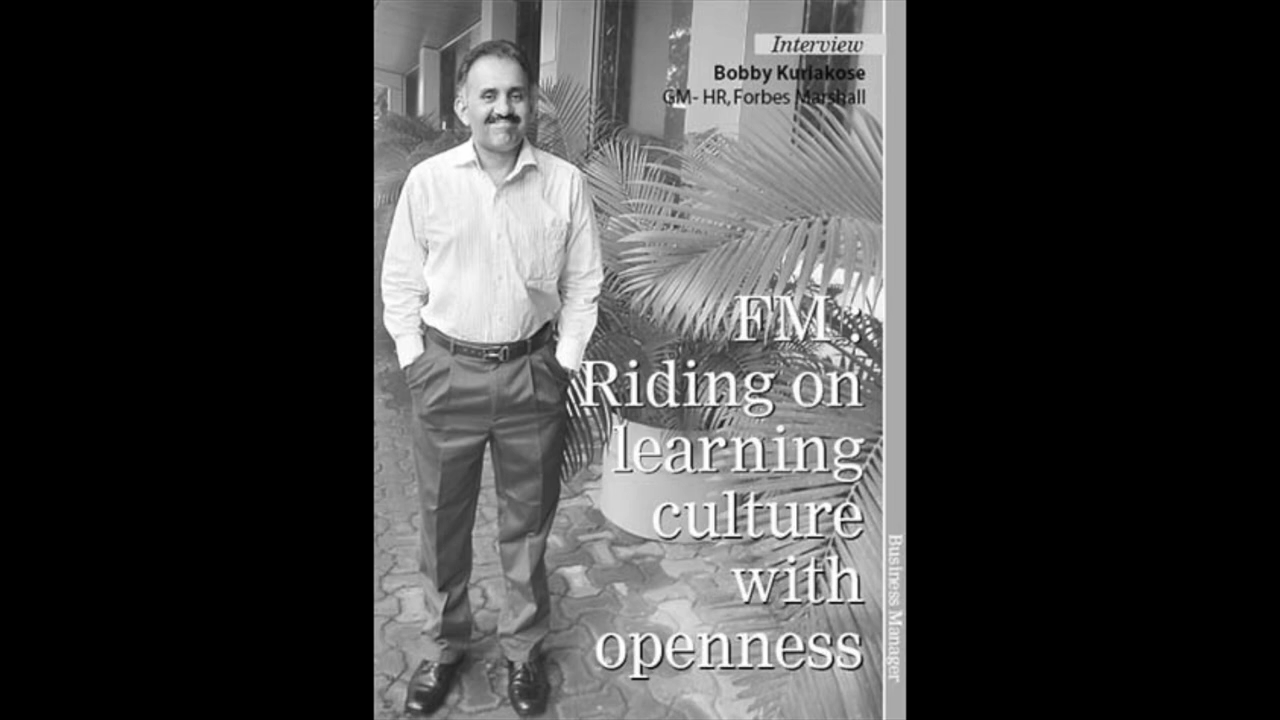 Interview
Bobby Kuriakose
GM- HR, Forbes Marshall
FM :
Riding on
learning
culture
with
openness
Business Manager